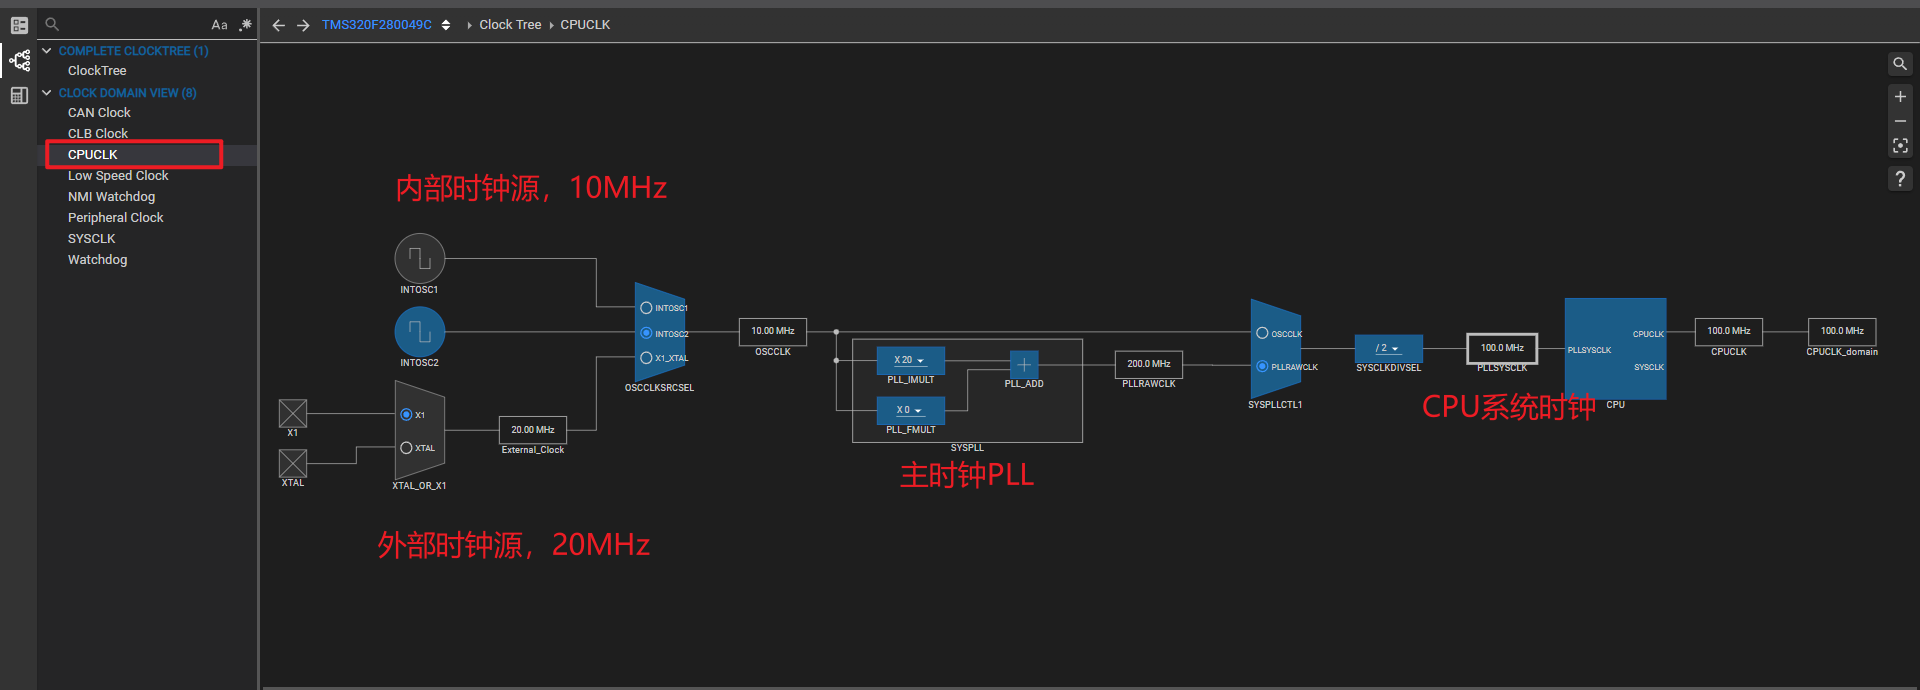 Aa .*
TMS320F280049C Clock Tree CPUCLK
COMPLETE CLOCKTREE (1)
ClockTree
CLOCK DOMAIN VIEW (8)
CAN Clock
CLB Clock
CPUCLK
Low Speed Clock
NMI Watchdog
Peripheral Clock
SYSCLK
Watchdog
内部时钟源，10MHz
INTOSC1
INTOSC2
X1
XTAL
X1
XTAL
XTAL_OR_X1
20.00 MHz
External_Clock
外部时钟源，20MHz
INTOSC1
INTOSC2
X1_XTAL
OSCCLKSRCSEL
10.00 MHz
OSCCLK
X 20
PLL_IMULT
X 0
PLL_FMULT
PLL_ADD
SYSPLL
主时钟PLL
200.0 MHz
PLLRAWCLK
OSCCLK
PLLRAWCLK
SYSPLLCTL1
/ 2
SYSCLKDIVSEL
100.0 MHz
PLLSYSCLK
CPU系统时钟
PLLSYSCLK
CPUCLK
SYSCLK
CPU
100.0 MHz
CPUCLK
100.0 MHz
CPUCLK_domain
?